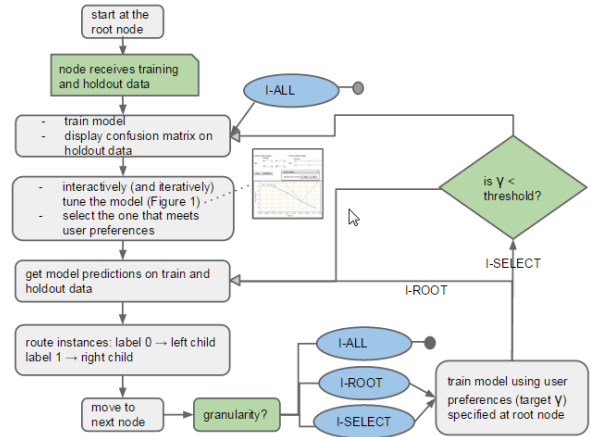 start at the
root node
node receives training
and holdout data
I-ALL
- train model
- display confusion matrix on
holdout data
- interactively (and iteratively)
tune the model (Figure 1)
- select the one that meets
user preferences
is γ <
threshold?
I-SELECT
get model predictions on train and
holdout data
I-ROOT
route instances: label 0 → left child
label 1 → right child
I-ALL
I-ROOT
I-SELECT
move to
next node
granularity?
train model using user
preferences (target γ)
specified at root node